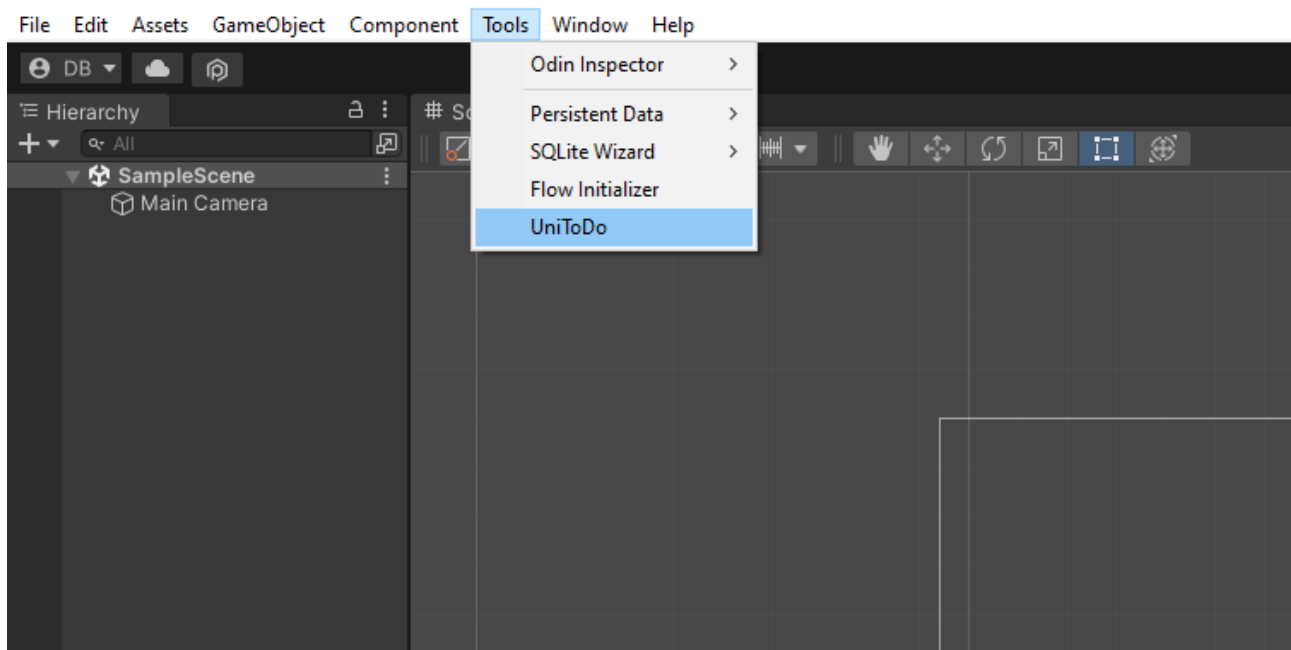 File Edit Assets GameObject Component Tools Window Help
DB
Odin Inspector
Persistent Data
SQLite Wizard
Flow Initializer
UniToDo
Hierarchy
All
SampleScene
Main Camera